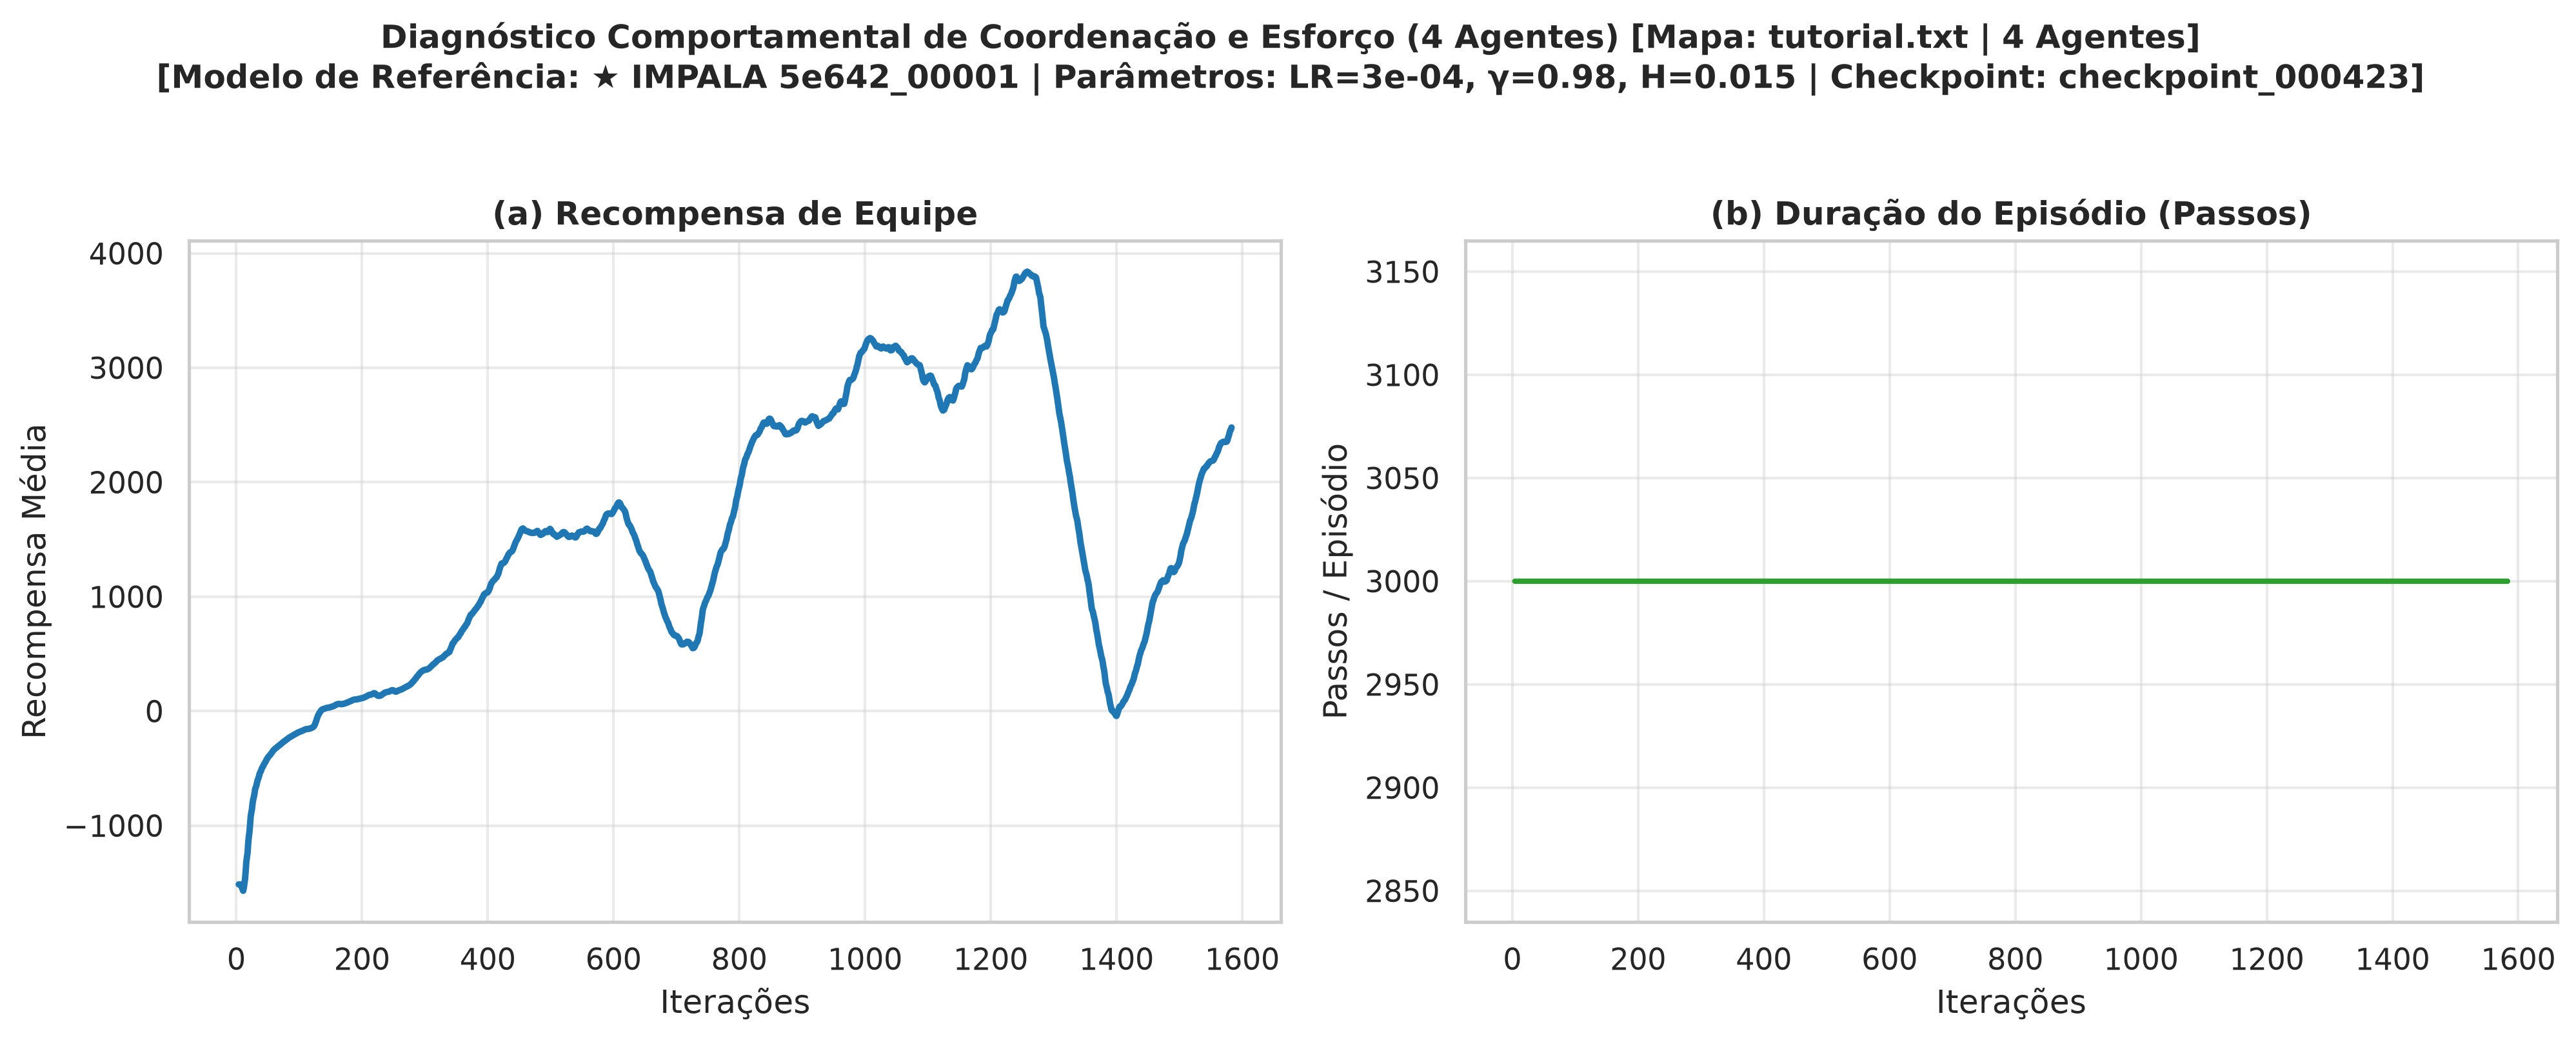 Diagnóstico Comportamental de Coordenação e Esforço (4 Agentes) [Mapa: tutorial.txt | 4 Agentes]
[Modelo de Referência: ★ IMPALA 5e642_00001 | Parâmetros: LR=3e-04, γ=0.98, H=0.015 | Checkpoint: checkpoint_000423]
(a) Recompensa de Equipe
Recompensa Média
4000
3000
2000
1000
0
−1000
0 200 400 600 800 1000 1200 1400 1600
Iterações
(b) Duração do Episódio (Passos)
Passos / Episódio
3150
3100
3050
3000
2950
2900
2850
0 200 400 600 800 1000 1200 1400 1600
Iterações